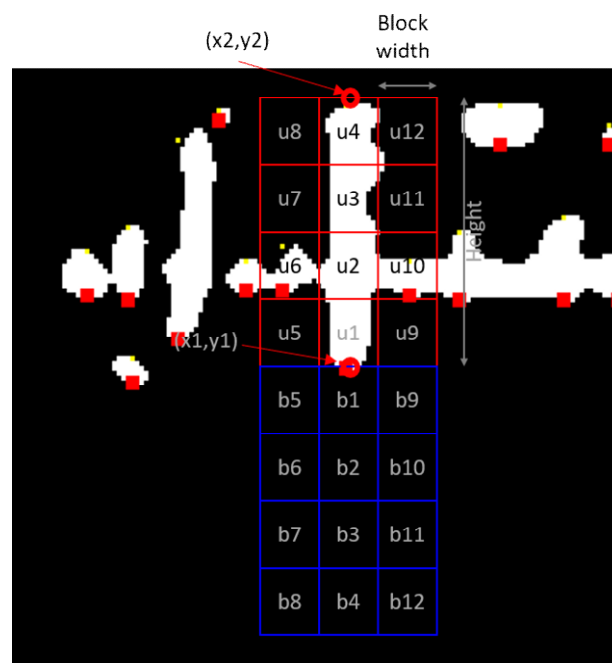 Block
width
(x2,y2)
u8 u4 u12
u7 u3 u11
Height
u6 u2 u10
u5 u1 u9
(x1,y1)
b5 b1 b9
b6 b2 b10
b7 b3 b11
b8 b4 b12